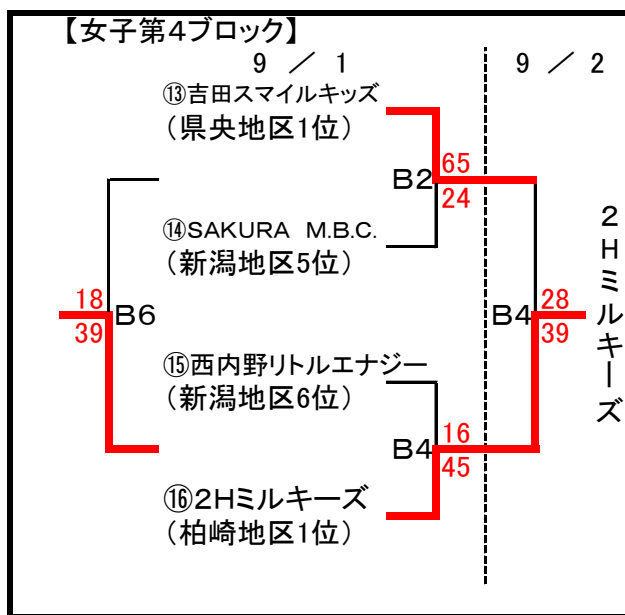 【女子第4ブロック】
9 / 1
9 / 2
⑬吉田スマイルキッズ
(県央地区1位)
65
B2
24
⑭SAKURA M.B.C.
(新潟地区5位)
2Hミルキーズ
18
B6
39
28
B4
39
⑮西内野リトルエナジー
(新潟地区6位)
16
B4
45
⑯2Hミルキーズ
(柏崎地区1位)